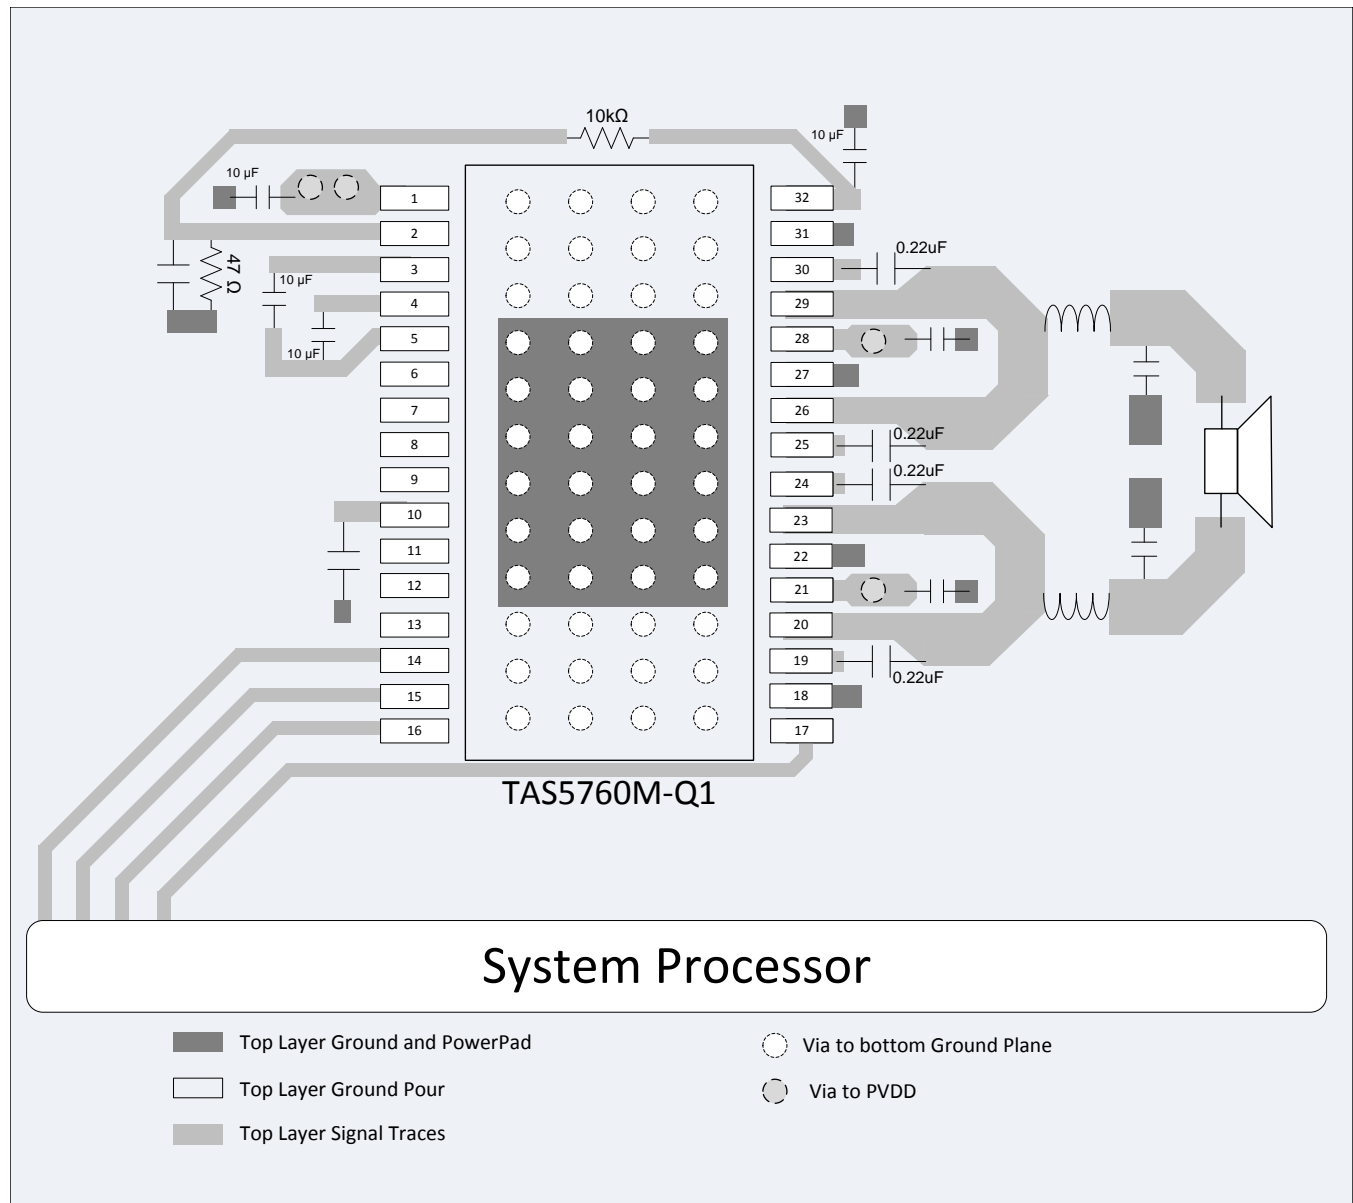 10kΩ
10 µF
10 µF
1
2
3
4
5
6
7
8
9
10
11
12
13
14
15
16
47 Ω
10 µF
10 µF
32
31
30
29
28
27
26
25
24
23
22
21
20
19
18
17
0.22uF
0.22uF
0.22uF
0.22uF
TAS5760M-Q1
System Processor
Top Layer Ground and PowerPad
Top Layer Ground Pour
Top Layer Signal Traces
Via to bottom Ground Plane
Via to PVDD